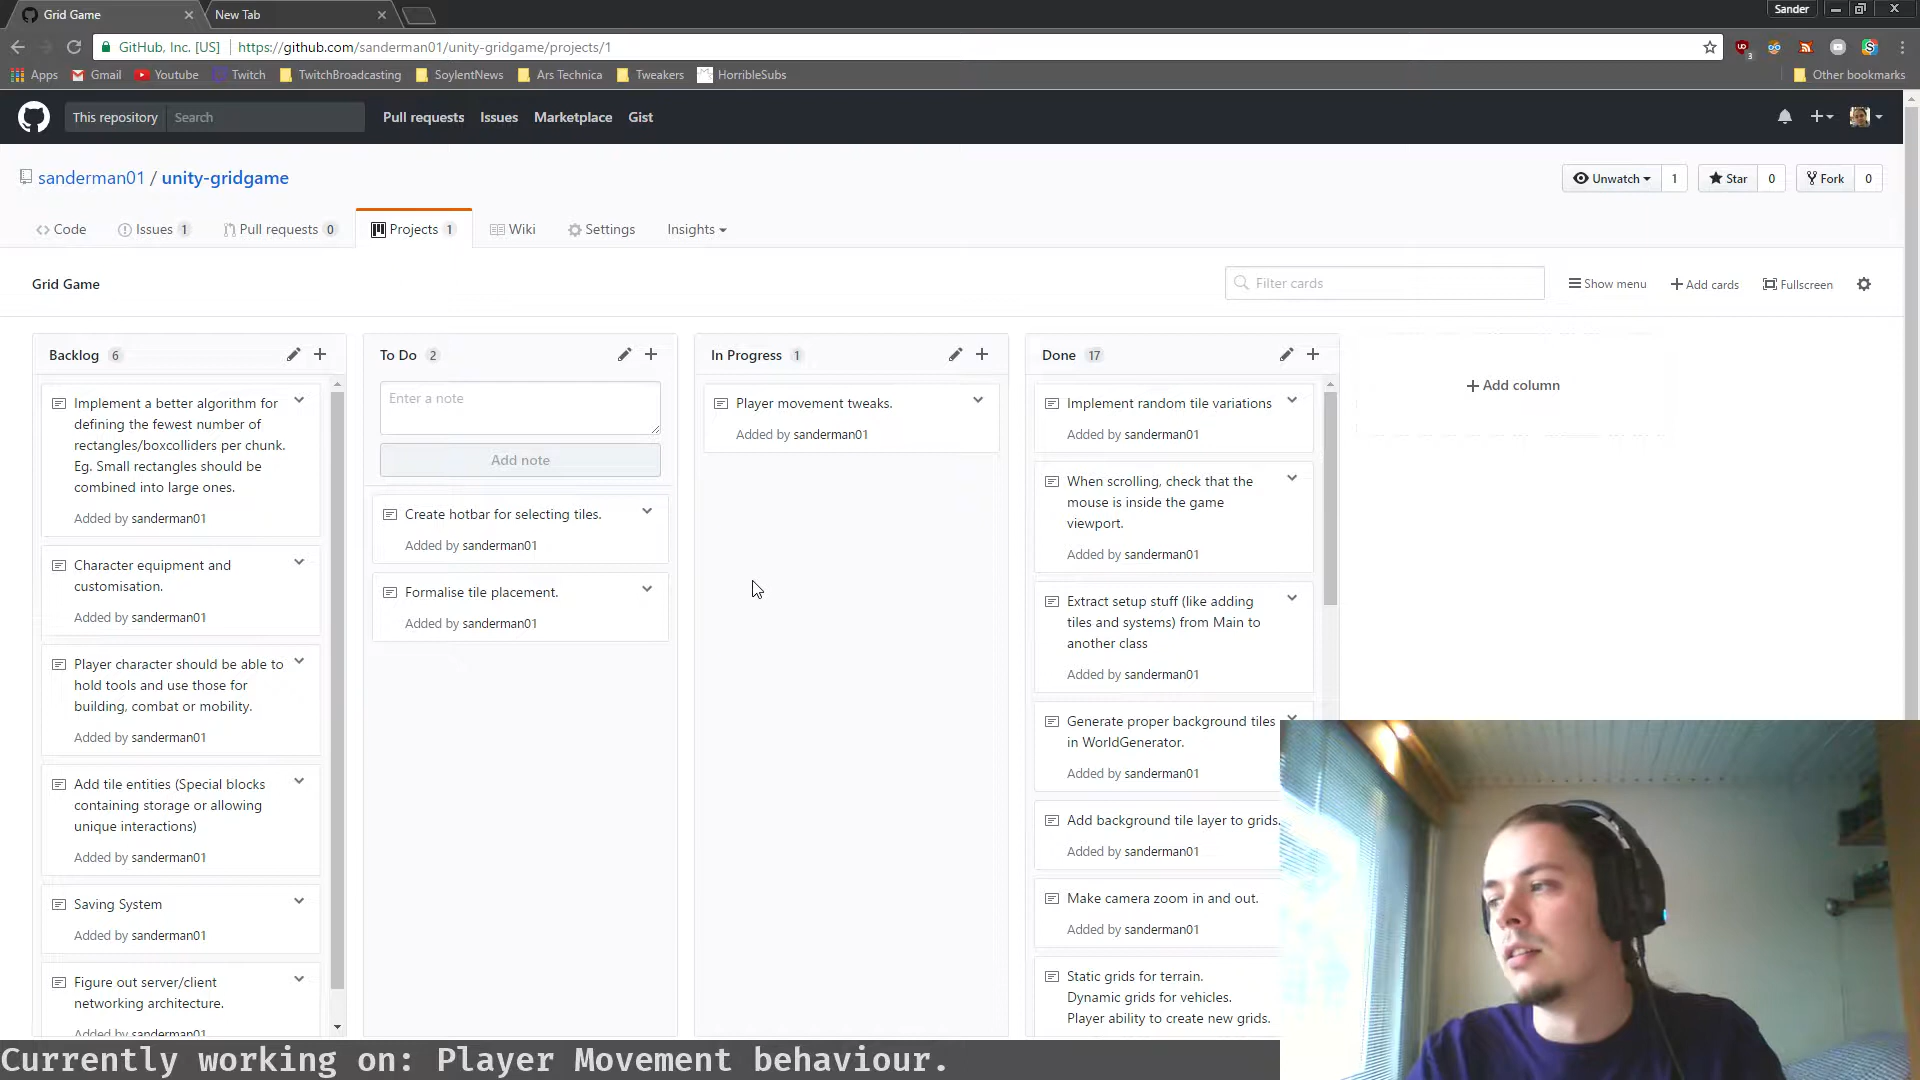 Grid Game
New Tab
Sander
GitHub, Inc. [US]
https://github.com/sanderman01/unity-gridgame/projects/1
3
Apps
Gmail
Youtube
Twitch
TwitchBroadcasting
SoylentNews
Ars Technica
Tweakers
HorribleSubs
Other bookmarks
This repository
Search
Pull requests
Issues
Marketplace
Gist
sanderman01 / unity-gridgame
Unwatch
1
Star
0
Fork
0
Code
Issues 1
Pull requests 0
Projects 1
Wiki
Settings
Insights
Grid Game
Filter cards
Show menu
Add cards
Fullscreen
Backlog 6
Implement a better algorithm for
defining the fewest number of
rectangles/boxcolliders per chunk.
Eg. Small rectangles should be
combined into large ones.
Added by sanderman01
Character equipment and
customisation.
Added by sanderman01
Player character should be able to
hold tools and use those for
building, combat or mobility.
Added by sanderman01
Add tile entities (Special blocks
containing storage or allowing
unique interactions)
Added by sanderman01
Saving System
Added by sanderman01
Figure out server/client
networking architecture.
Added by sanderman01
To Do 2
Enter a note
Add note
Create hotbar for selecting tiles.
Added by sanderman01
Formalise tile placement.
Added by sanderman01
In Progress 1
Player movement tweaks.
Added by sanderman01
Done 17
Implement random tile variations
Added by sanderman01
When scrolling, check that the
mouse is inside the game
viewport.
Added by sanderman01
Extract setup stuff (like adding
tiles and systems) from Main to
another class
Added by sanderman01
Generate proper background tiles
in WorldGenerator.
Added by sanderman01
Add background tile layer to grids.
Added by sanderman01
Make camera zoom in and out.
Added by sanderman01
Static grids for terrain.
Dynamic grids for vehicles.
Player ability to create new grids.
Add column
Currently working on: Player Movement behaviour.